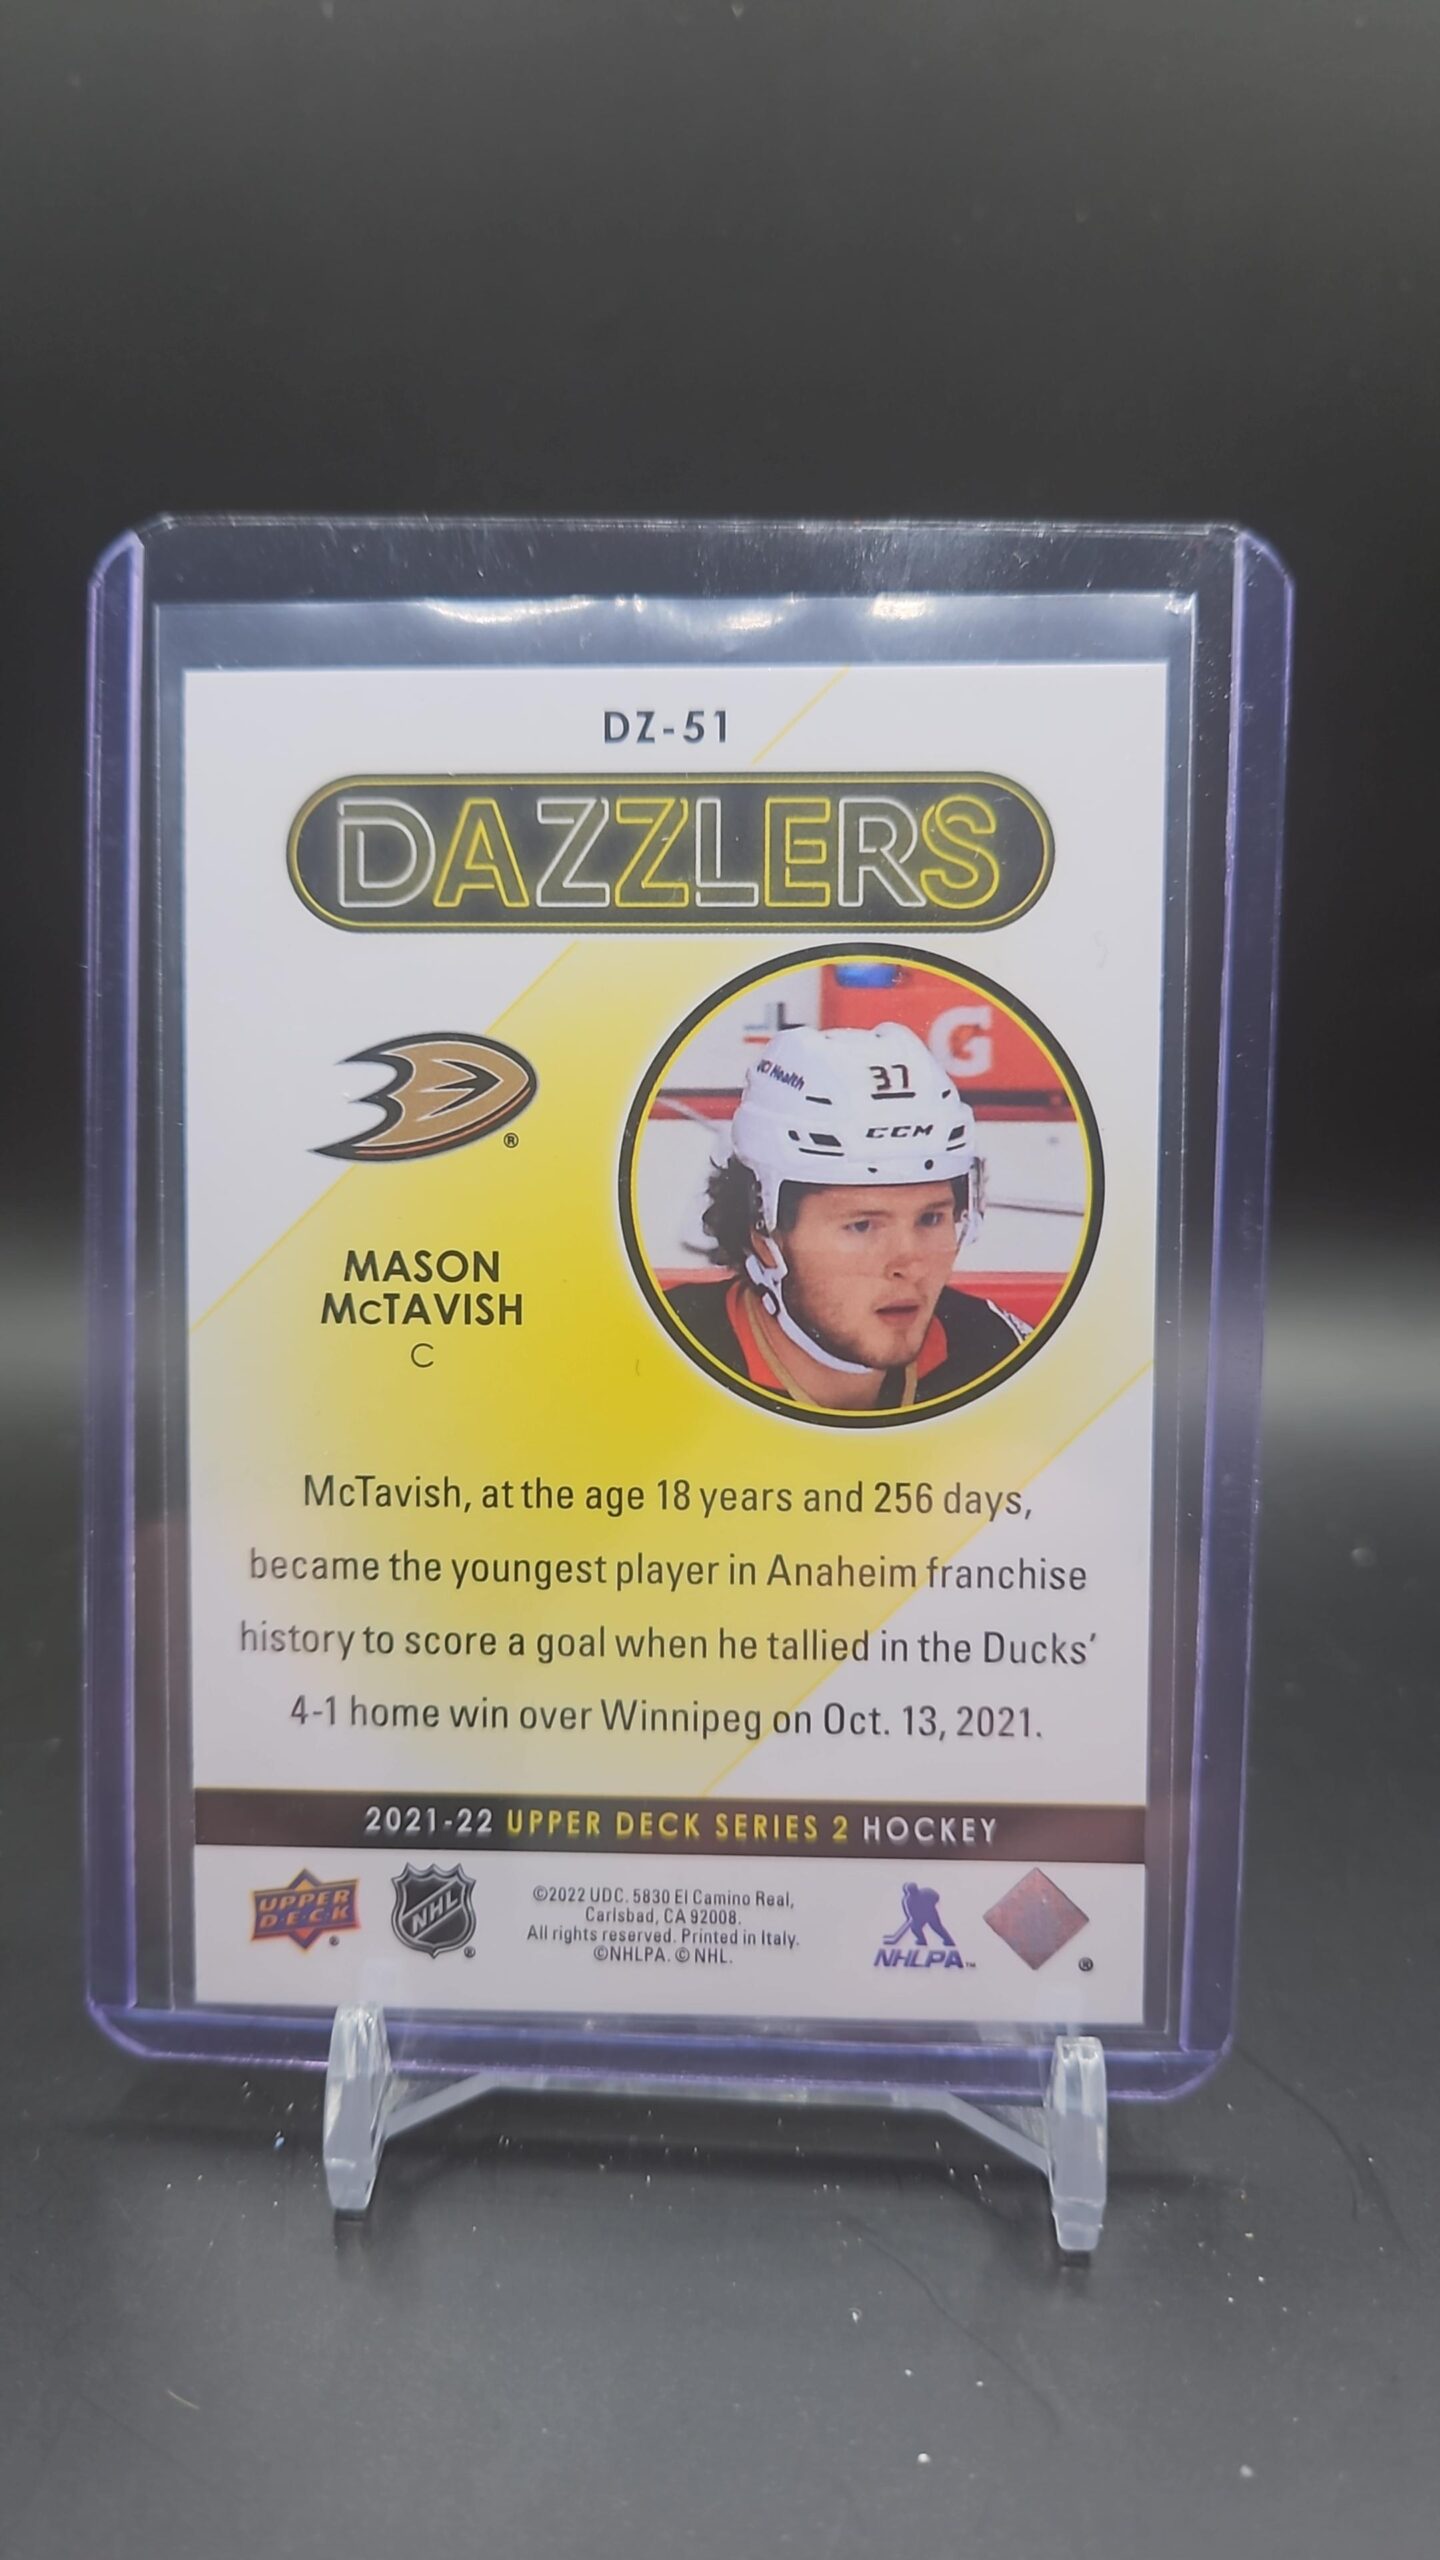 DZ-51
DAZZLERS
UCI Health
37
CCM
G
®
MASON
McTAVISH
C
McTavish, at the age 18 years and 256 days,
became the youngest player in Anaheim franchise
history to score a goal when he tallied in the Ducks'
4-1 home win over Winnipeg on Oct. 13, 2021.
2021-22 UPPER DECK SERIES 2 HOCKEY
UPPER
D·E·C·K
®
NHL
®
©2022 UDC. 5830 El Camino Real,
Carlsbad, CA 92008.
All rights reserved. Printed in Italy.
©NHLPA. © NHL.
NHLPA™
®